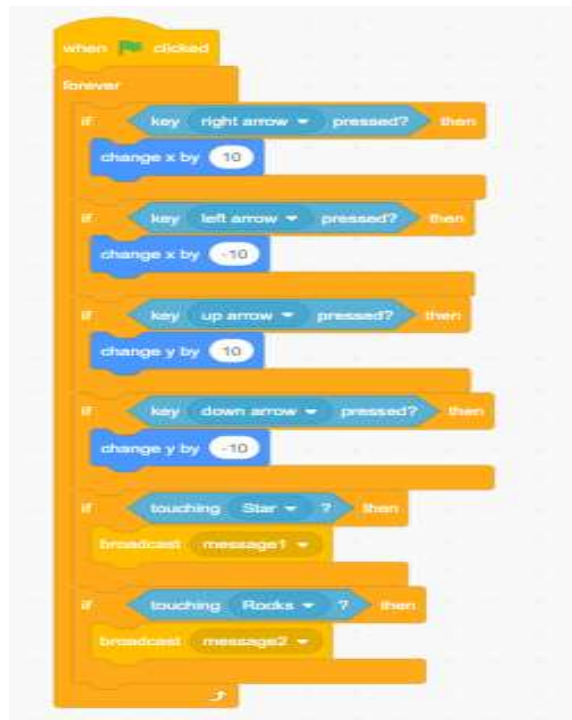 when clicked
forever
if key right arrow pressed? then
change x by 10
if key left arrow pressed? then
change x by -10
if key up arrow pressed? then
change y by 10
if key down arrow pressed? then
change y by -10
if touching Star ? then
broadcast message1
if touching Rocks ? then
broadcast message2